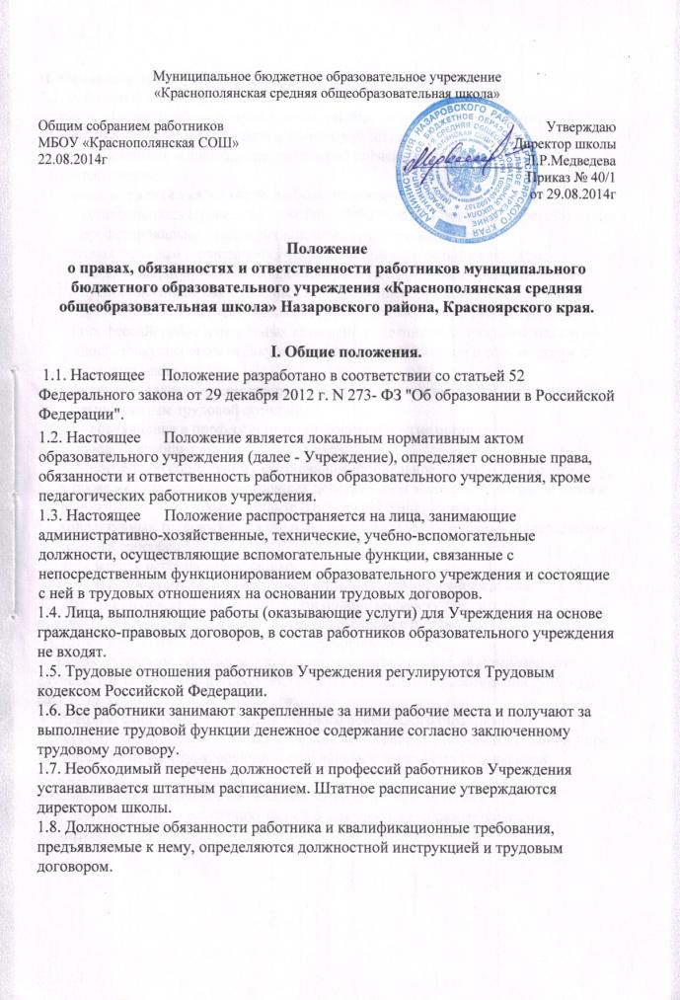 Муниципальное бюджетное образовательное учреждение
«Краснополянская средняя общеобразовательная школа»
Общим собранием работников Утверждаю
МБОУ «Краснополянская СОШ» Директор школы
22.08.2014г Л.Р.Медведева
Приказ № 40/1
от 29.08.2014г
Положение
о правах, обязанностях и ответственности работников муниципального
бюджетного образовательного учреждения «Краснополянская средняя
общеобразовательная школа» Назаровского района, Красноярского края.
I. Общие положения.
1.1. Настоящее Положение разработано в соответствии со статьей 52
Федерального закона от 29 декабря 2012 г. N 273- ФЗ "Об образовании в Российской
Федерации".
1.2. Настоящее Положение является локальным нормативным актом
образовательного учреждения (далее - Учреждение), определяет основные права,
обязанности и ответственность работников образовательного учреждения, кроме
педагогических работников учреждения.
1.3. Настоящее Положение распространяется на лица, занимающие
административно-хозяйственные, технические, учебно-вспомогательные
должности, осуществляющие вспомогательные функции, связанные с
непосредственным функционированием образовательного учреждения и состоящие
с ней в трудовых отношениях на основании трудовых договоров.
1.4. Лица, выполняющие работы (оказывающие услуги) для Учреждения на основе
гражданско-правовых договоров, в состав работников образовательного учреждения
не входят.
1.5. Трудовые отношения работников Учреждения регулируются Трудовым
кодексом Российской Федерации.
1.6. Все работники занимают закрепленные за ними рабочие места и получают за
выполнение трудовой функции денежное содержание согласно заключенному
трудовому договору.
1.7. Необходимый перечень должностей и профессий работников Учреждения
устанавливается штатным расписанием. Штатное расписание утверждаются
директором школы.
1.8. Должностные обязанности работника и квалификационные требования,
предъявляемые к нему, определяются должностной инструкцией и трудовым
договором.